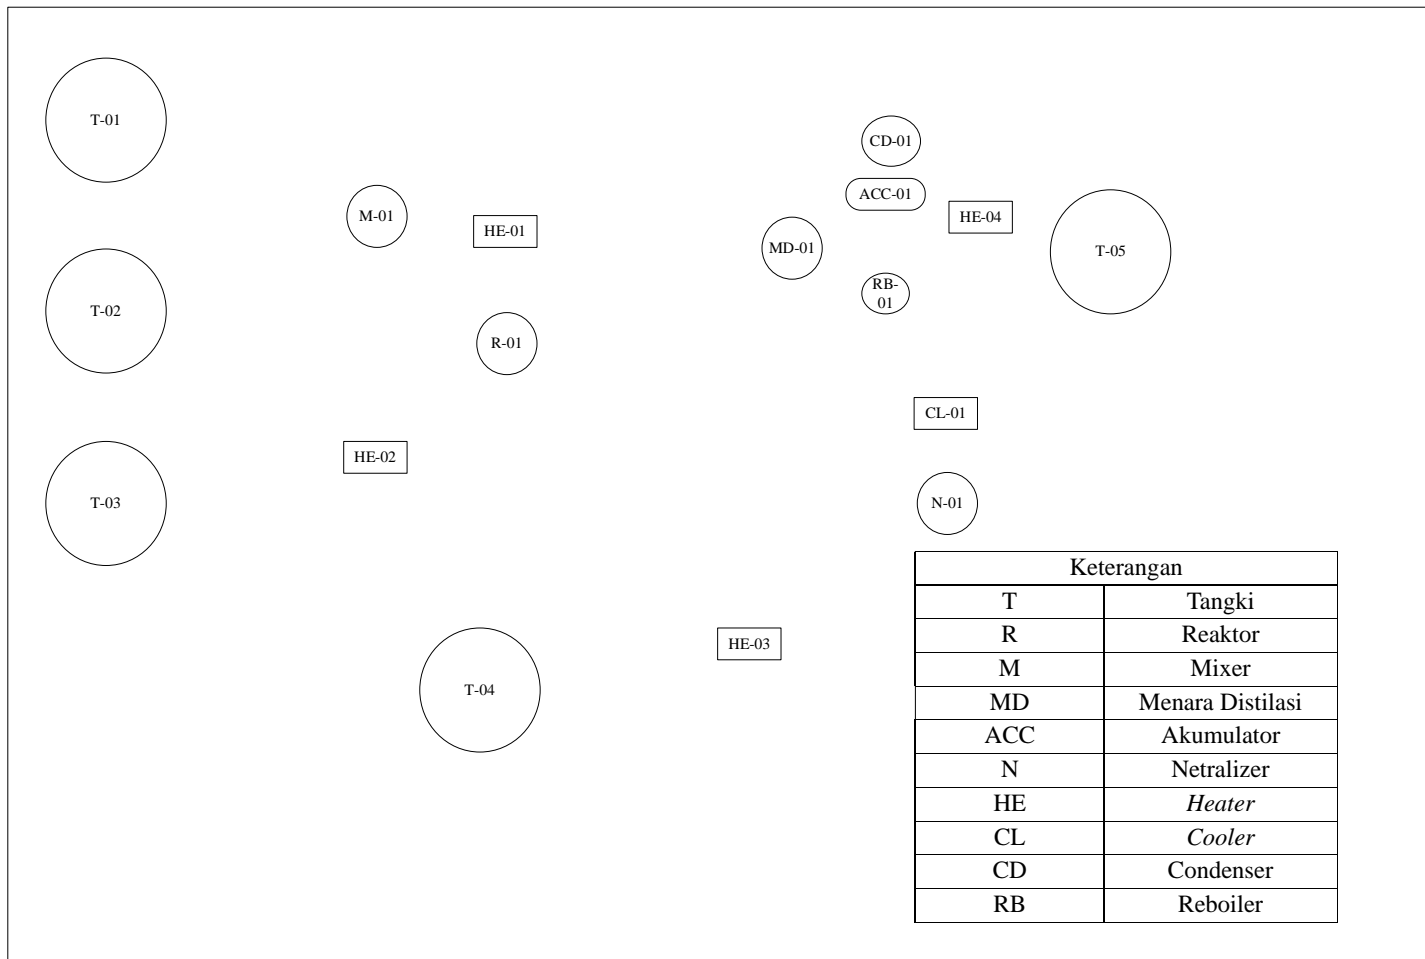 T-01
CD-01
ACC-01
M-01
HE-01
HE-04
MD-01
T-05
RB-
01
T-02
R-01
CL-01
HE-02
T-03
N-01
HE-03
T-04
Keterangan
T Tangki
R Reaktor
M Mixer
MD Menara Distilasi
ACC Akumulator
N Netralizer
HE Heater
CL Cooler
CD Condenser
RB Reboiler